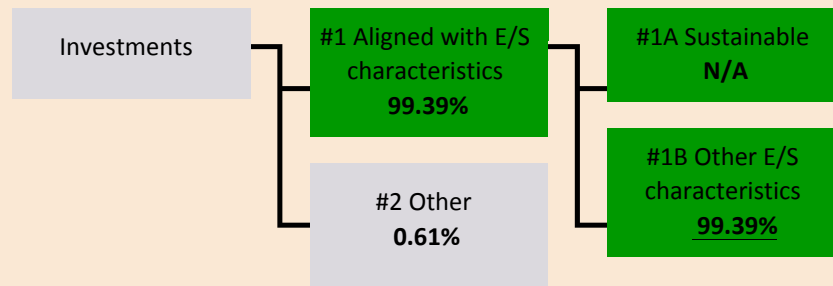 Investments
#1 Aligned with E/S
characteristics
99.39%
#2 Other
0.61%
#1A Sustainable
N/A
#1B Other E/S
characteristics
99.39%